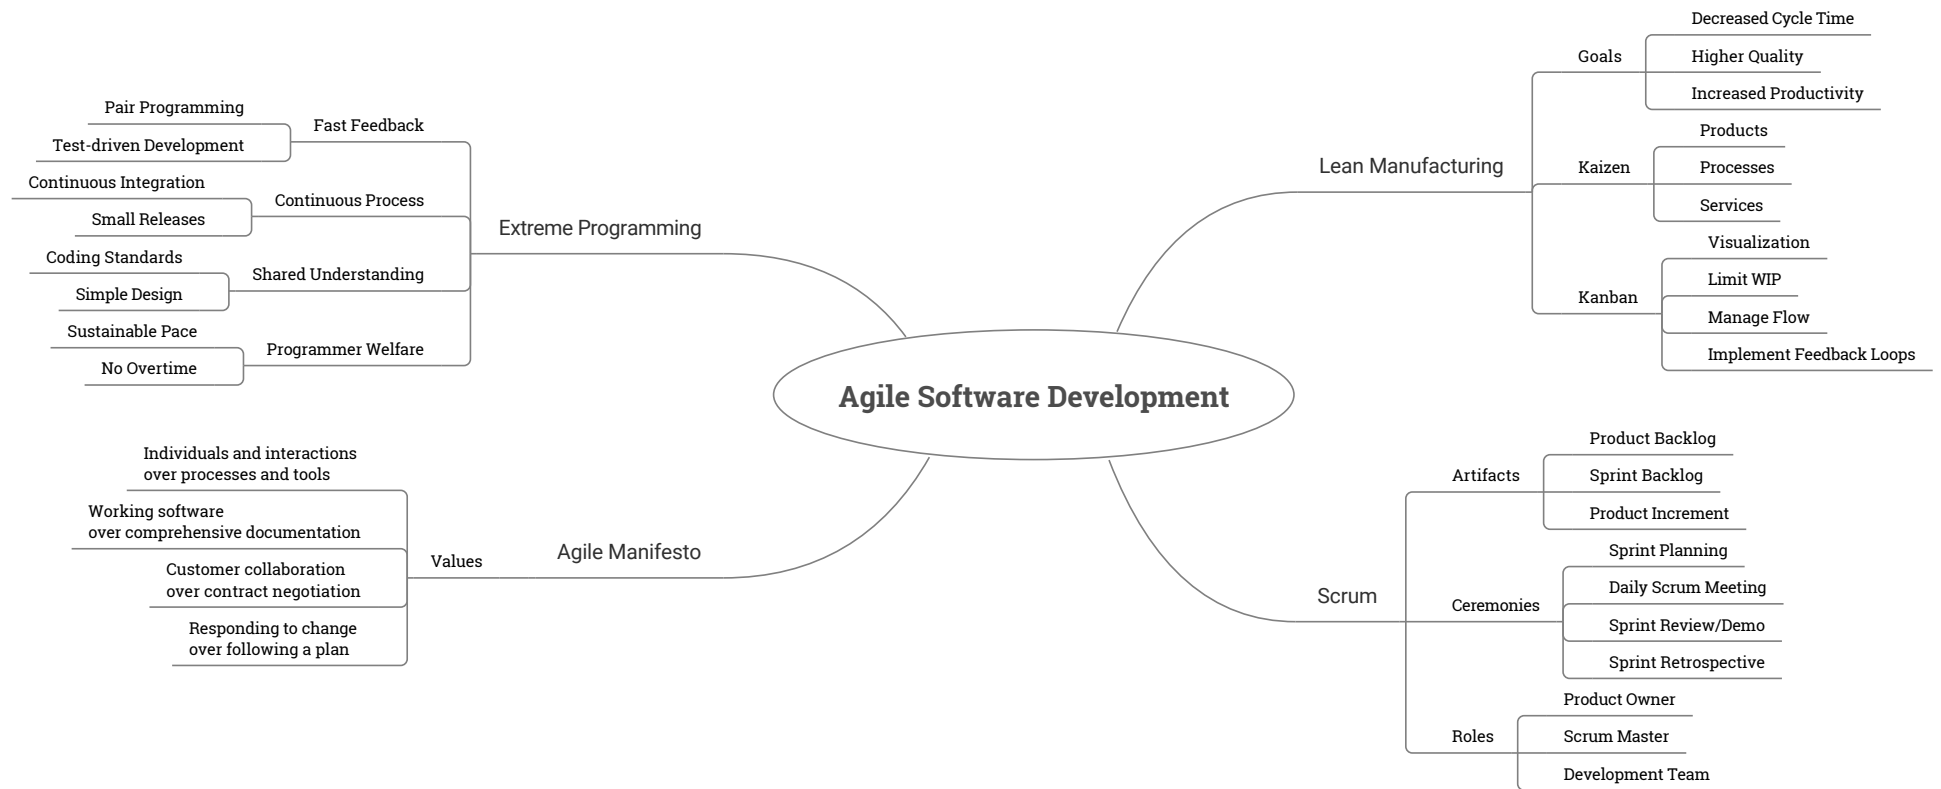 Agile Software Development
Lean Manufacturing
Goals
Decreased Cycle Time
Higher Quality
Increased Productivity
Kaizen
Products
Processes
Services
Kanban
Visualization
Limit WIP
Manage Flow
Implement Feedback Loops
Scrum
Artifacts
Product Backlog
Sprint Backlog
Product Increment
Ceremonies
Sprint Planning
Daily Scrum Meeting
Sprint Review/Demo
Sprint Retrospective
Roles
Product Owner
Scrum Master
Development Team
Extreme Programming
Fast Feedback
Pair Programming
Test-driven Development
Continuous Process
Continuous Integration
Small Releases
Shared Understanding
Coding Standards
Simple Design
Programmer Welfare
Sustainable Pace
No Overtime
Agile Manifesto
Values
Individuals and interactions
over processes and tools
Working software
over comprehensive documentation
Customer collaboration
over contract negotiation
Responding to change
over following a plan